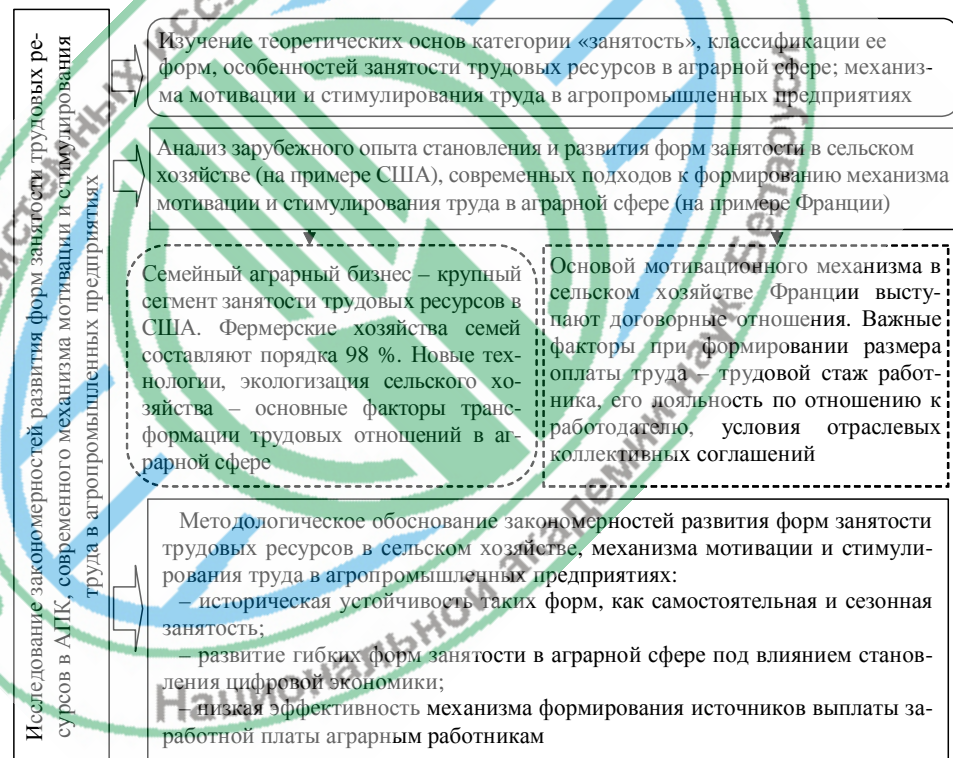 Исследование закономерностей развития форм занятости трудовых ре-
сурсов в АПК, современного механизма мотивации и стимулирования
труда в агропромышленных предприятиях
Изучение теоретических основ категории «занятость», классификации ее
форм, особенностей занятости трудовых ресурсов в аграрной сфере; механиз-
ма мотивации и стимулирования труда в агропромышленных предприятиях
Анализ зарубежного опыта становления и развития форм занятости в сельском
хозяйстве (на примере США), современных подходов к формированию механизма
мотивации и стимулирования труда в аграрной сфере (на примере Франции)
Семейный аграрный бизнес – крупный
сегмент занятости трудовых ресурсов в
США. Фермерские хозяйства семей
составляют порядка 98 %. Новые тех-
нологии, экологизация сельского хо-
зяйства – основные факторы транс-
формации трудовых отношений в аг-
рарной сфере
Основой мотивационного механизма в
сельском хозяйстве Франции высту-
пают договорные отношения. Важные
факторы при формировании размера
оплаты труда – трудовой стаж работ-
ника, его лояльность по отношению к
работодателю, условия отраслевых
коллективных соглашений
Методологическое обоснование закономерностей развития форм занятости
трудовых ресурсов в сельском хозяйстве, механизма мотивации и стимули-
рования труда в агропромышленных предприятиях:
– историческая устойчивость таких форм, как самостоятельная и сезонная
занятость;
– развитие гибких форм занятости в аграрной сфере под влиянием станов-
ления цифровой экономики;
– низкая эффективность механизма формирования источников выплаты за-
работной платы аграрным работникам
Национальной академии наук Беларуси